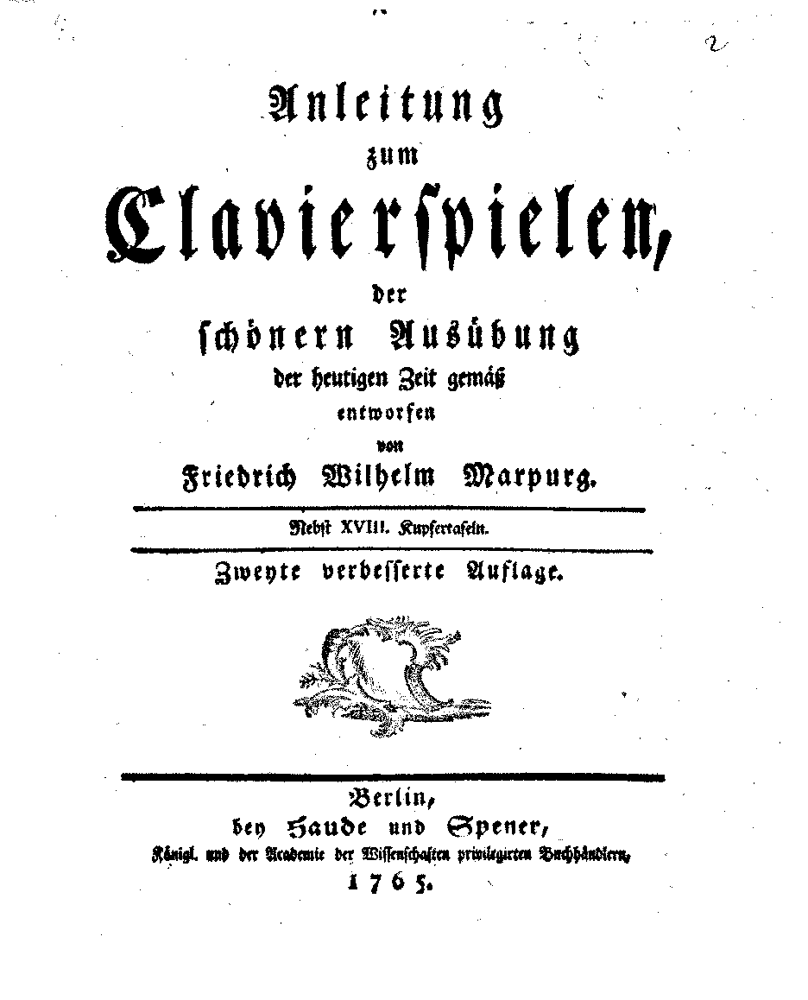 2
Anleitung
zum
Clavierspielen,
der
schönern Ausübung
der heutigen Zeit gemäß
entworfen
von
Friedrich Wilhelm Marpurg.
Nebst XVIII. Kupfertafeln.
Zweyte verbesserte Auflage.
Berlin,
bey Haude und Spener,
Königl. und der Academie der Wissenschaften privilegirten Buchhändlern,
1765.